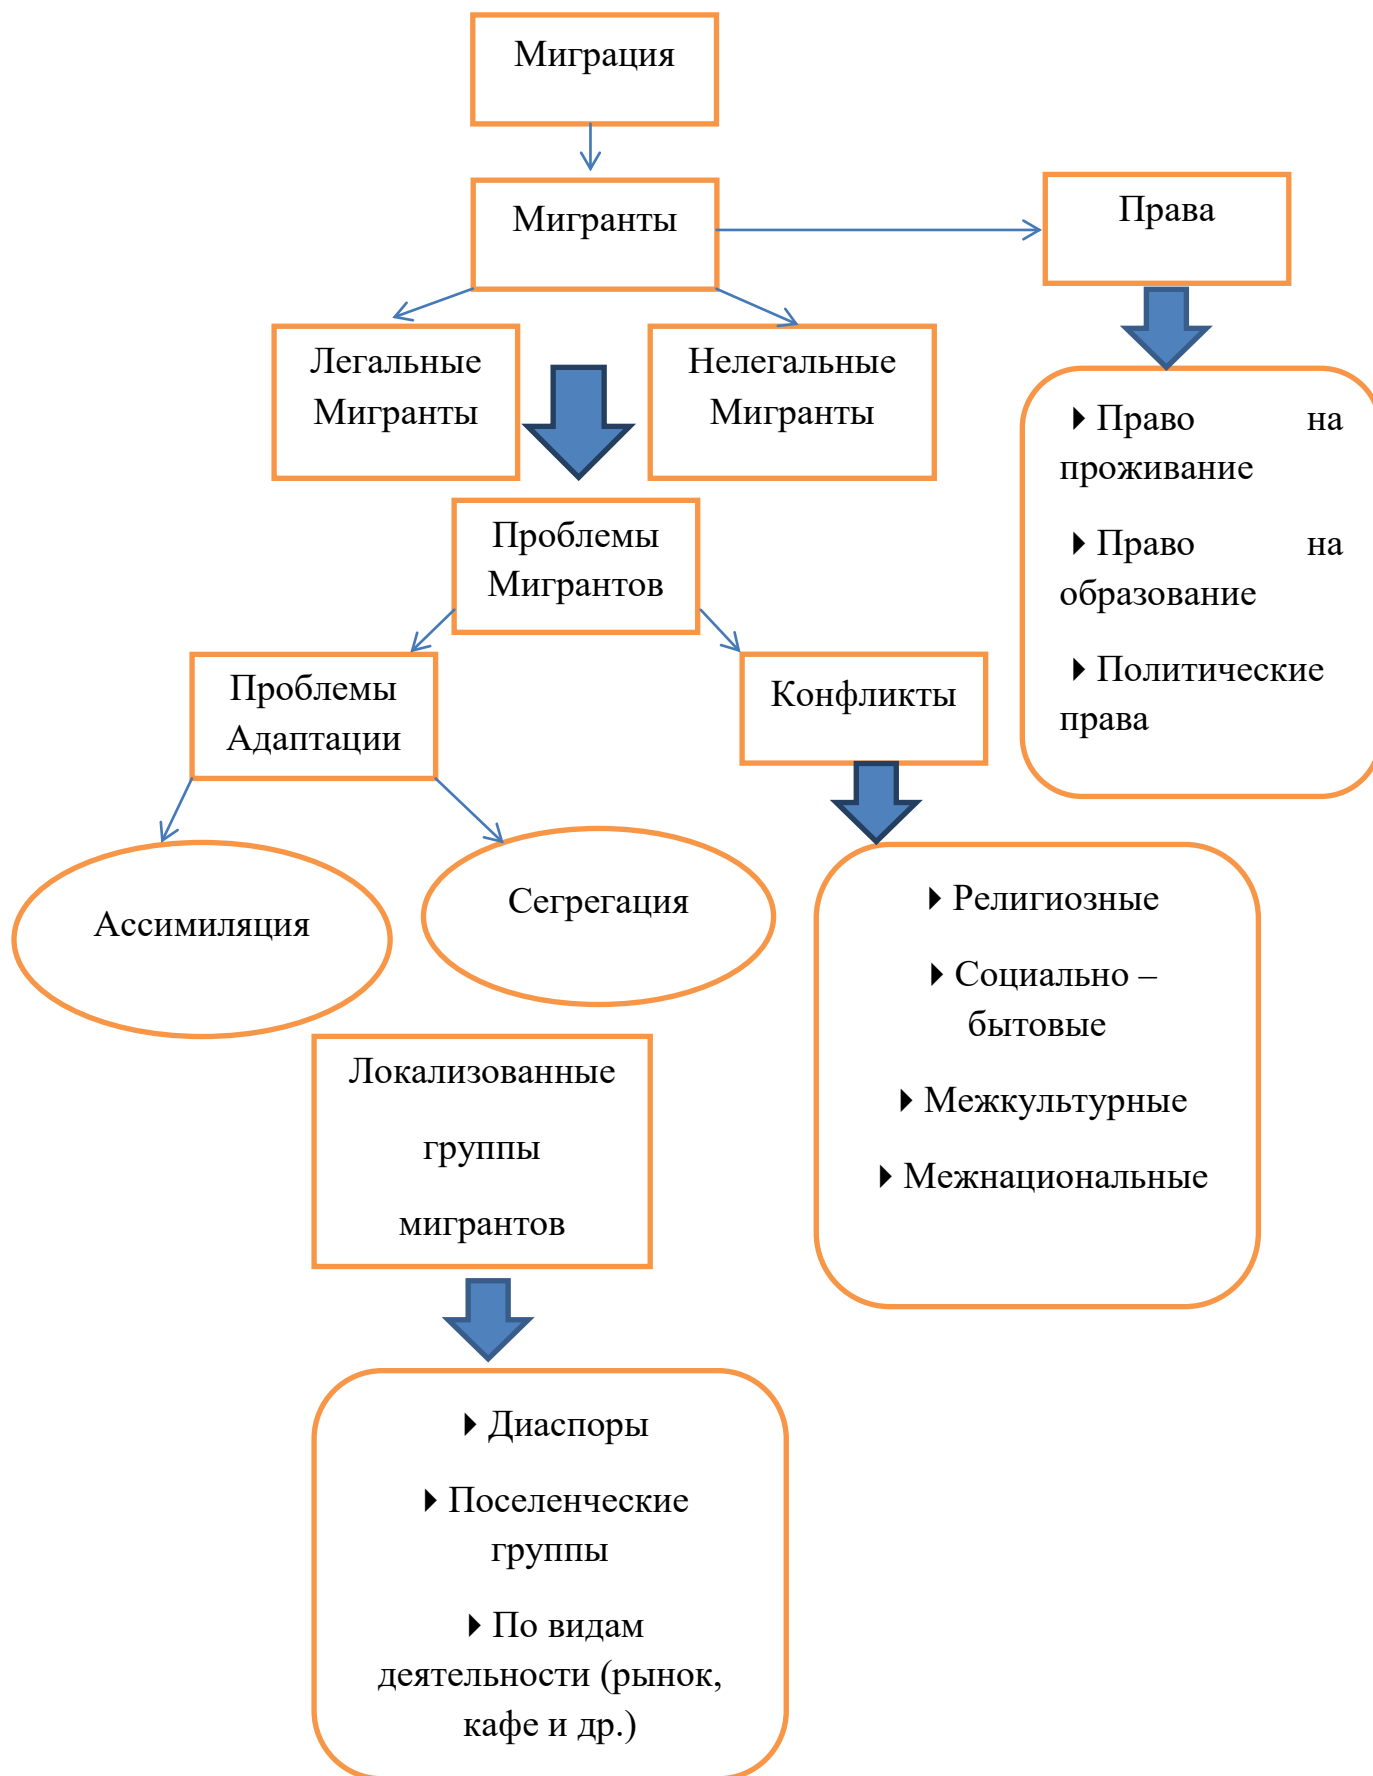 Миграция
Мигранты
Права
Легальные
Мигранты
Нелегальные
Мигранты
Право на
проживание
Право на
образование
Политические
права
Проблемы
Мигрантов
Проблемы
Адаптации
Конфликты
Ассимиляция
Сегрегация
Религиозные
Социально –
бытовые
Межкультурные
Межнациональные
Локализованные
группы
мигрантов
Диаспоры
Поселенческие
группы
По видам
деятельности (рынок,
кафе и др.)